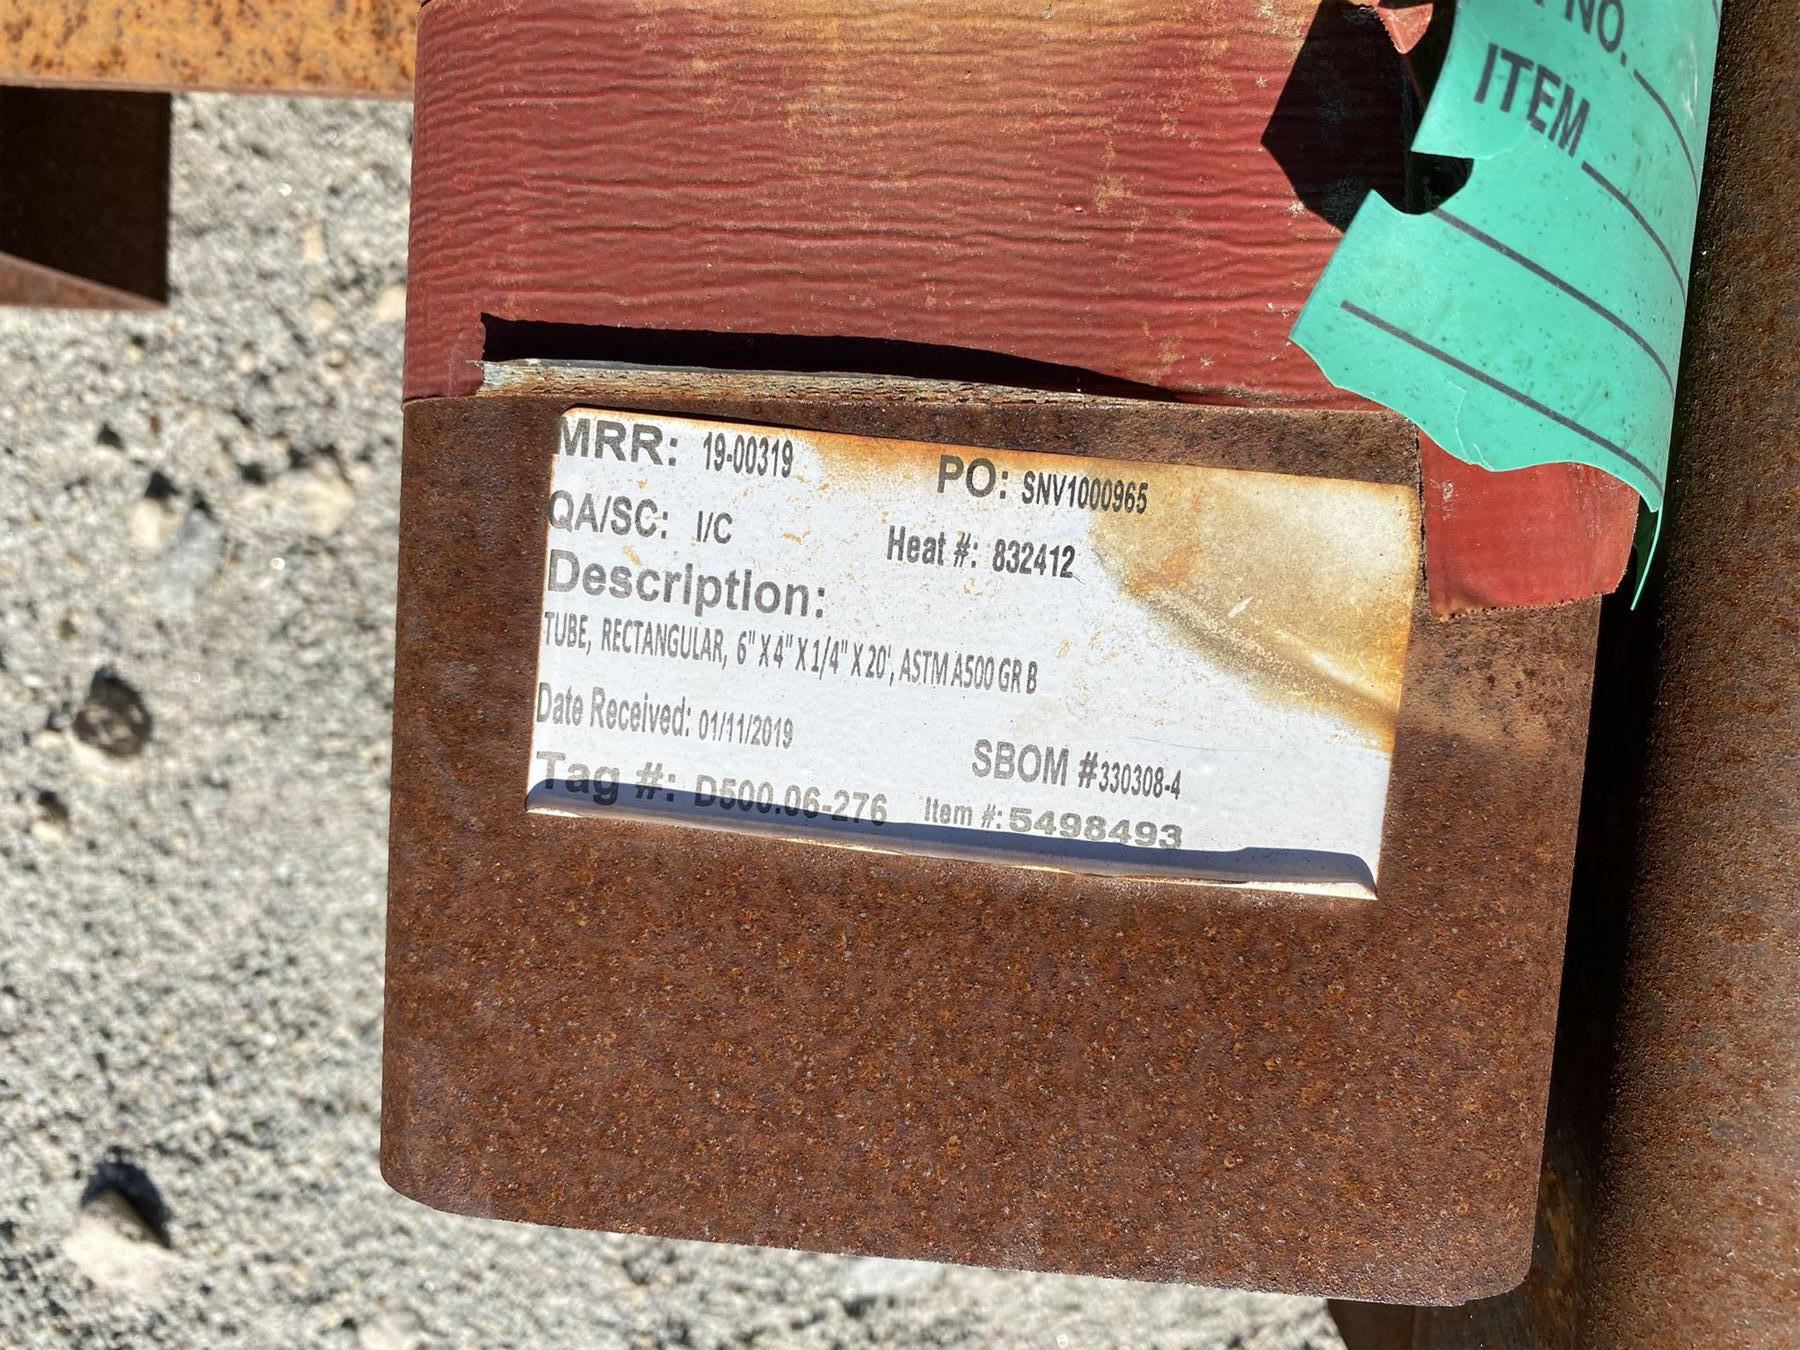 NO.
ITEM
MRR: 19-00319 PO: SNV1000965
QA/SC: I/C Heat #: 832412
Description:
TUBE, RECTANGULAR, 6" X 4" X 1/4" X 20', ASTM A500 GR B
Date Received: 01/11/2019 SBOM #330308-4
Tag #: D500.06-276 Item #: 5498493